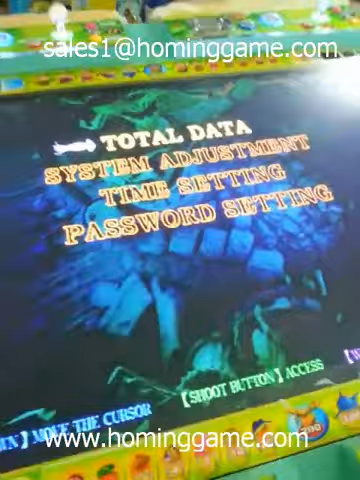 sales1@hominggame.com
TOTAL DATA
SYSTEM ADJUSTMENT
TIME SETTING
PASSWORD SETTING
【SHOOT BUTTON】ACCESS
】MOVE THE CURSOR
www.hominggame.com